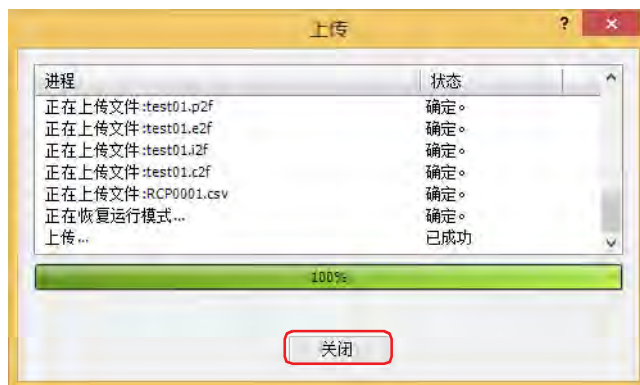 上传
进程 状态
正在上传文件:test01.p2f 确定。
正在上传文件:test01.e2f 确定。
正在上传文件:test01.i2f 确定。
正在上传文件:test01.c2f 确定。
正在上传文件:RCP0001.csv 确定。
正在恢复运行模式... 确定。
上传... 已成功
100%
关闭